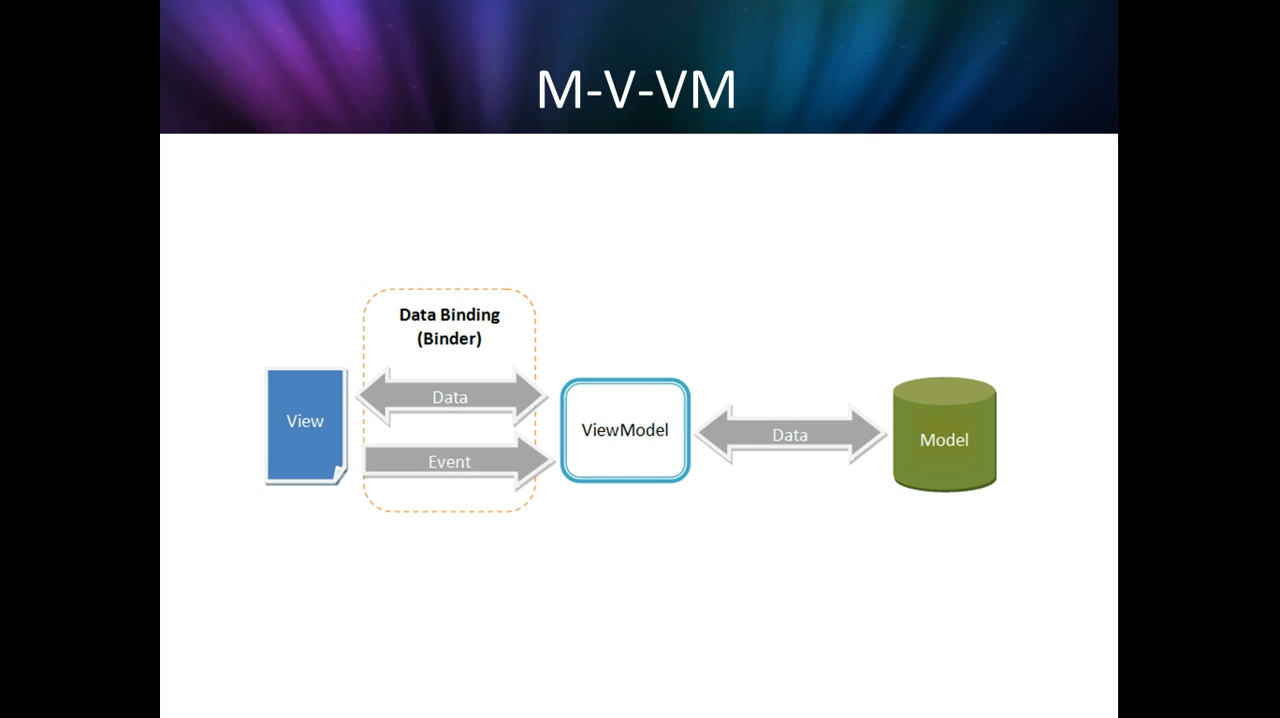 M-V-VM
Data Binding
(Binder)
View
Data
Event
ViewModel
Data
Model